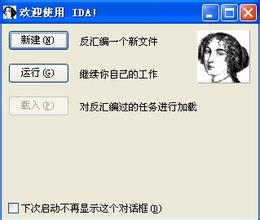 欢迎使用 IDA!
新建(N) 反汇编一个新文件
运行(G) 继续你自己的工作
载入(P) 对反汇编过的任务进行加载
下次启动不再显示这个对话框(D)